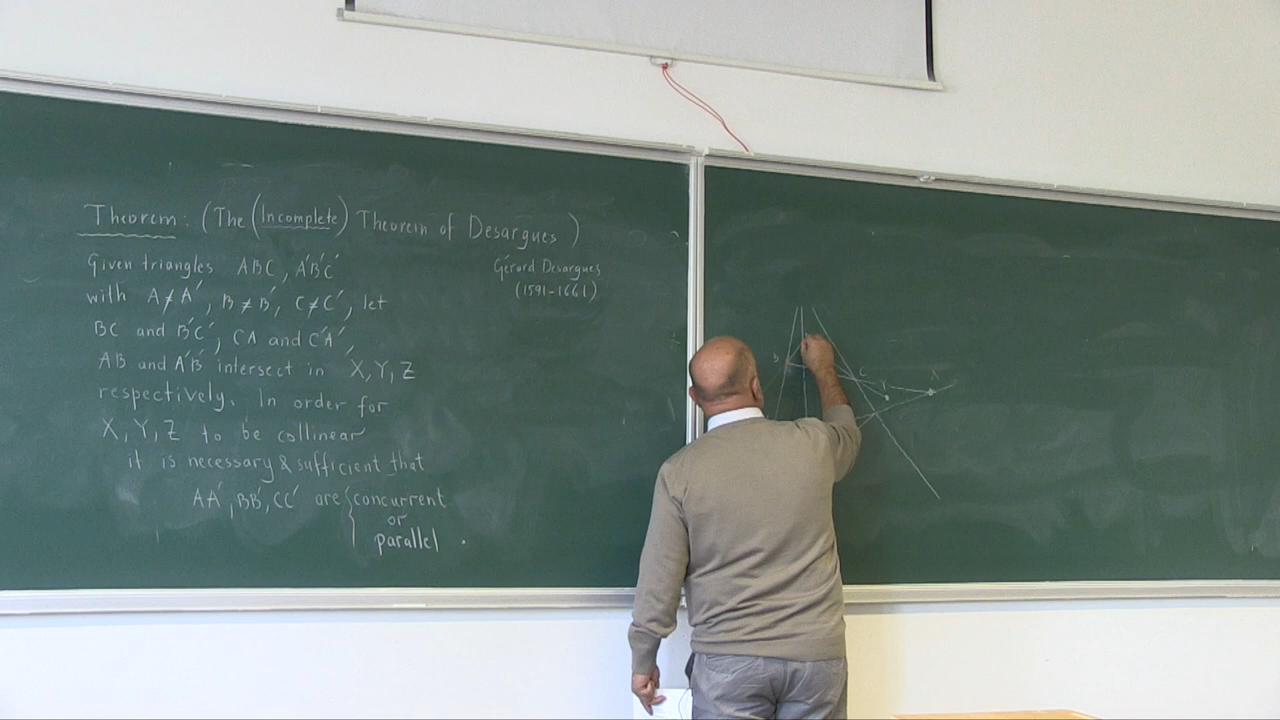 Theorem: (The (Incomplete) Theorem of Desargues)
Given triangles ABC, A'B'C'
with A≠A', B≠B', C≠C', let
BC and B'C', CA and C'A',
AB and A'B' intersect in X, Y, Z
respectively. In order for
X, Y, Z to be collinear
it is necessary & sufficient that
AA', BB', CC' are { concurrent
or
parallel .
Gérard Desargues
(1591-1661)
B
C
Y
X